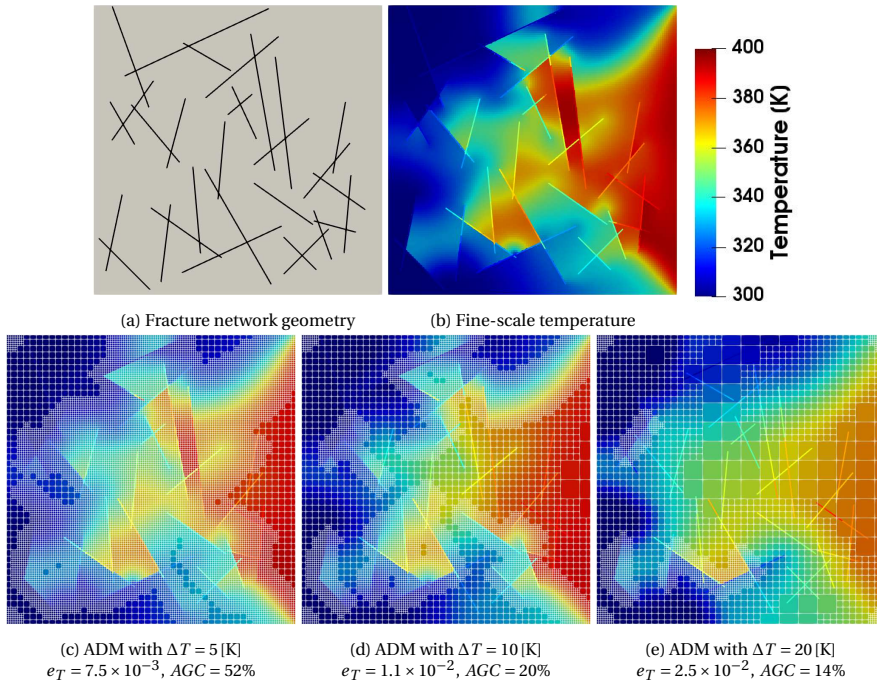 400
380
360
340
320
300
Temperature (K)
(a) Fracture network geometry
(b) Fine-scale temperature
(c) ADM with ΔT = 5 [K]
e_T = 7.5 × 10⁻³, AGC = 52%
(d) ADM with ΔT = 10 [K]
e_T = 1.1 × 10⁻², AGC = 20%
(e) ADM with ΔT = 20 [K]
e_T = 2.5 × 10⁻², AGC = 14%